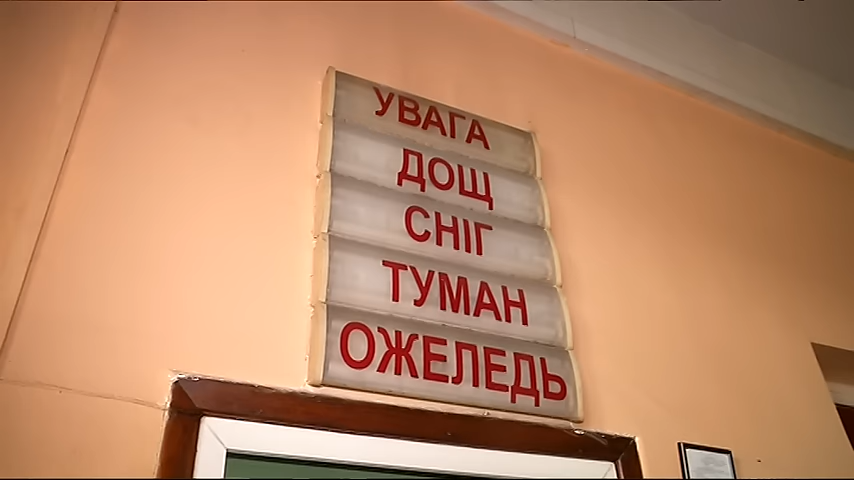 УВАГА
ДОЩ
СНІГ
ТУМАН
ОЖЕЛЕДЬ